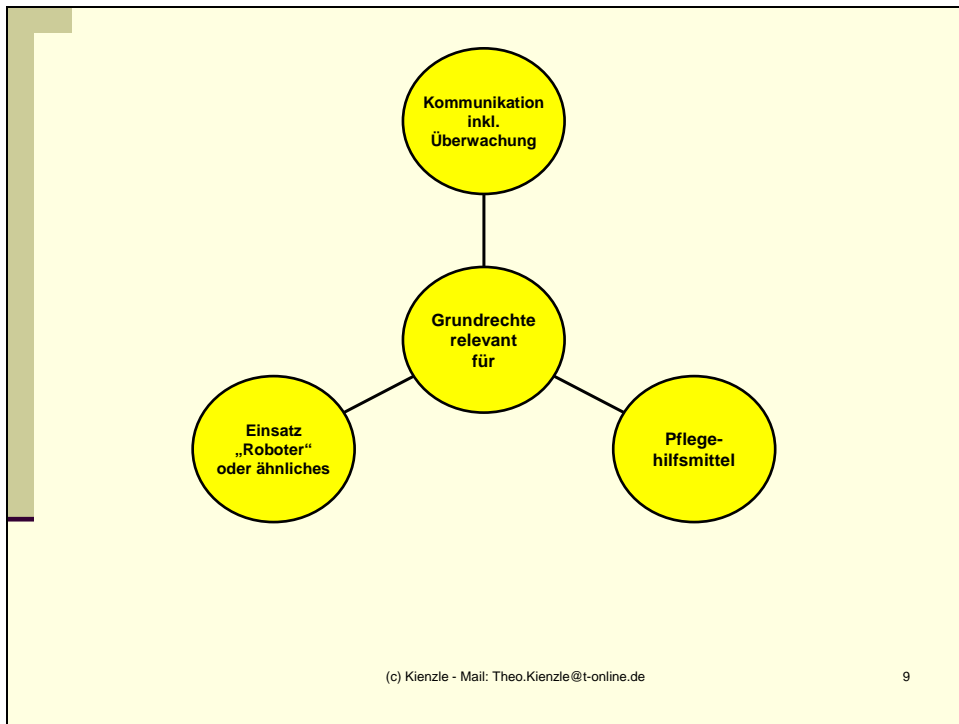 Kommunikation
inkl.
Überwachung
Grundrechte
relevant
für
Einsatz
„Roboter“
oder ähnliches
Pflege-
hilfsmittel
(c) Kienzle - Mail: Theo.Kienzle@t-online.de
9